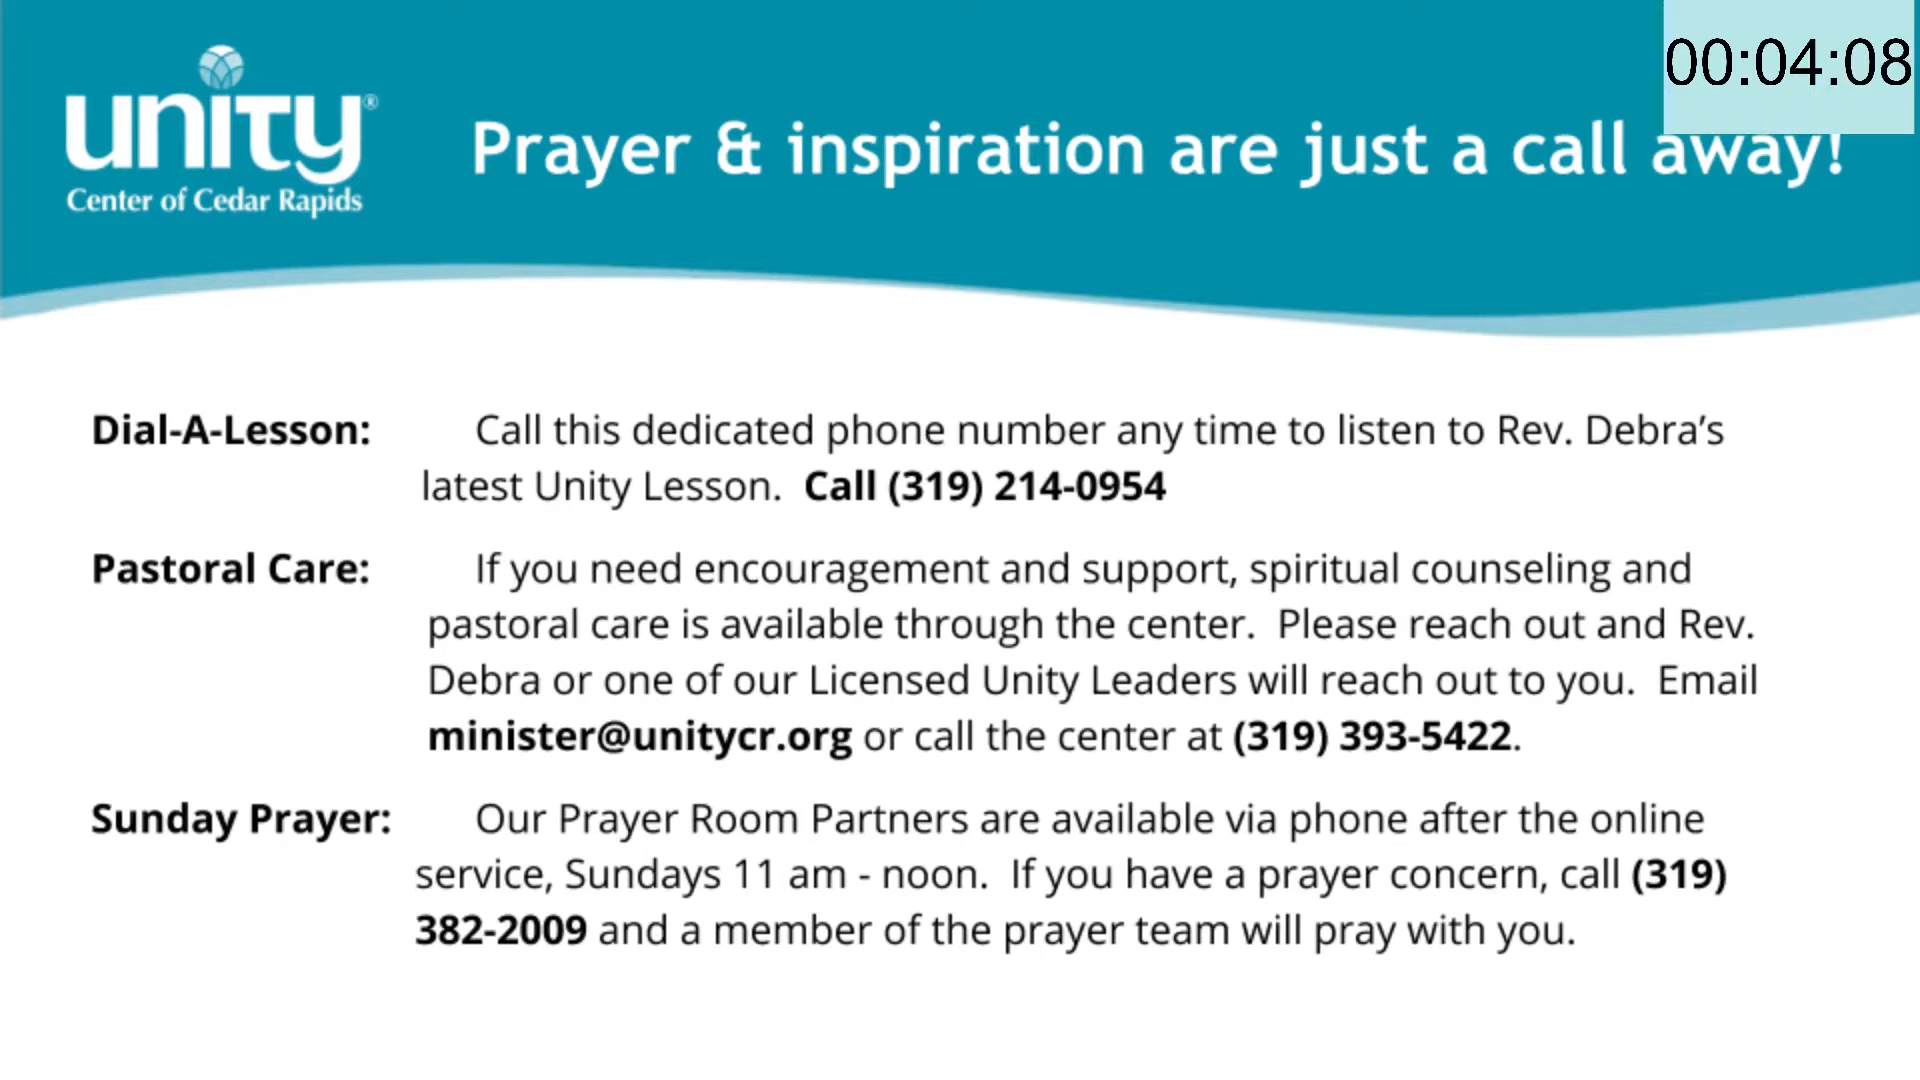 00:04:08
unity®
Center of Cedar Rapids
Prayer & inspiration are just a call away!
Dial-A-Lesson: Call this dedicated phone number any time to listen to Rev. Debra’s
latest Unity Lesson.  Call (319) 214-0954
Pastoral Care: If you need encouragement and support, spiritual counseling and
pastoral care is available through the center.  Please reach out and Rev.
Debra or one of our Licensed Unity Leaders will reach out to you.  Email
minister@unitycr.org or call the center at (319) 393-5422.
Sunday Prayer: Our Prayer Room Partners are available via phone after the online
service, Sundays 11 am - noon.  If you have a prayer concern, call (319)
382-2009 and a member of the prayer team will pray with you.